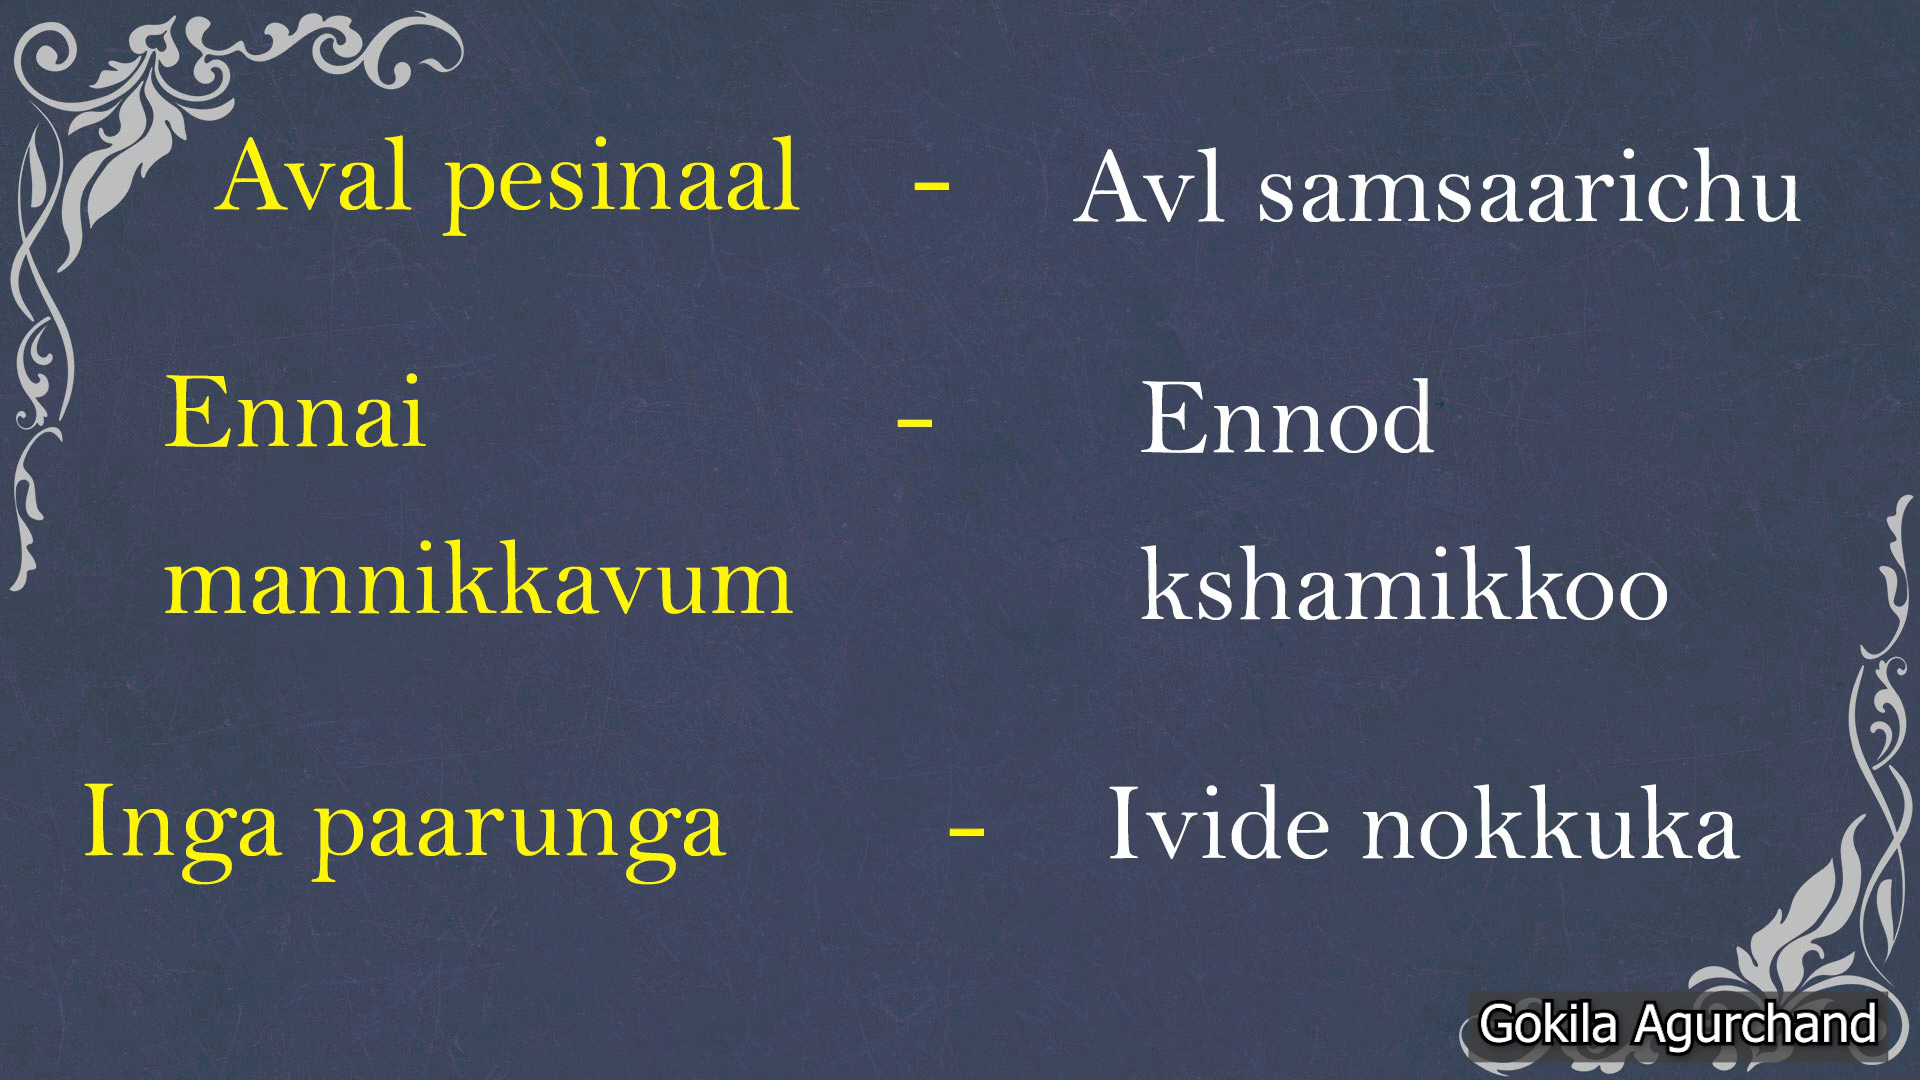 Aval pesinaal - Avl samsaarichu
Ennai - Ennod
mannikkavum kshamikkoo
Inga paarunga - Ivide nokkuka
Gokila Agurchand